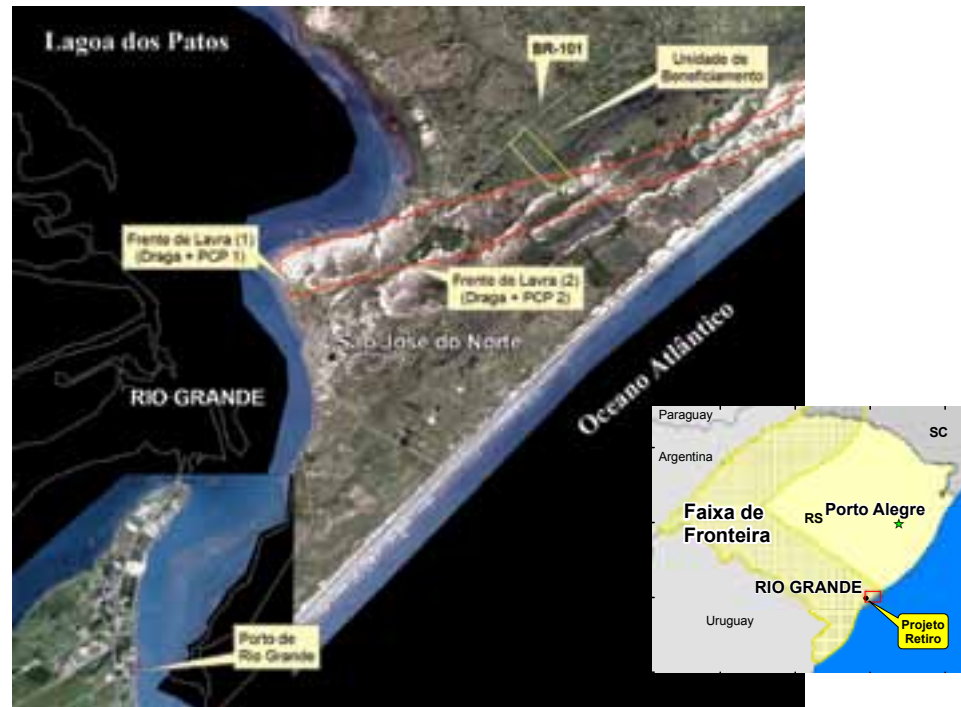 Lagoa dos Patos
BR-101
Unidade de
Beneficiamento
Frente de Lavra (1)
(Draga + PCP 1)
Frente de Lavra (2)
(Draga + PCP 2)
São José do Norte
RIO GRANDE
Oceano Atlântico
Porto de
Rio Grande
Paraguay
SC
Argentina
Faixa de
Fronteira
RS
Porto Alegre
RIO GRANDE
Uruguay
Projeto
Retiro